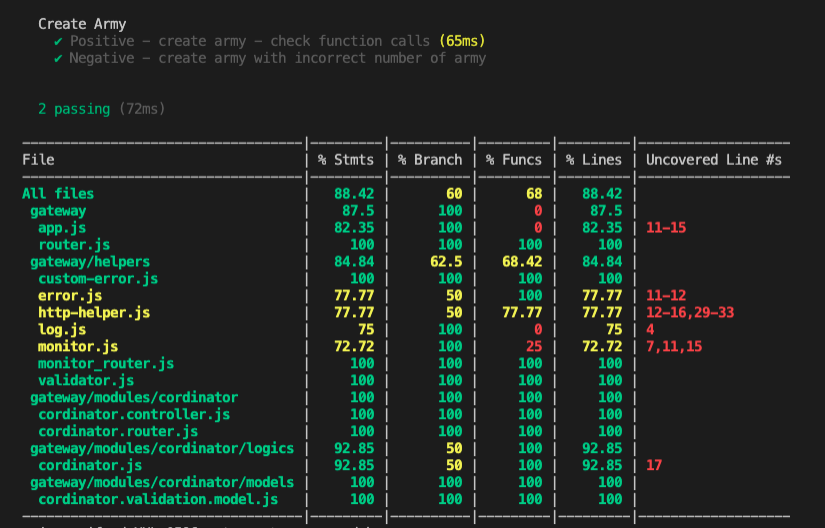 Create Army
✔ Positive - create army - check function calls (65ms)
✔ Negative - create army with incorrect number of army
2 passing (72ms)
File | % Stmts | % Branch | % Funcs | % Lines | Uncovered Line #s
All files | 88.42 | 60 | 68 | 88.42 |
gateway | 87.5 | 100 | 0 | 87.5 |
app.js | 82.35 | 100 | 0 | 82.35 | 11-15
router.js | 100 | 100 | 100 | 100 |
gateway/helpers | 84.84 | 62.5 | 68.42 | 84.84 |
custom-error.js | 100 | 100 | 100 | 100 |
error.js | 77.77 | 50 | 100 | 77.77 | 11-12
http-helper.js | 77.77 | 50 | 77.77 | 77.77 | 12-16,29-33
log.js | 75 | 100 | 0 | 75 | 4
monitor.js | 72.72 | 100 | 25 | 72.72 | 7,11,15
monitor_router.js | 100 | 100 | 100 | 100 |
validator.js | 100 | 100 | 100 | 100 |
gateway/modules/cordinator | 100 | 100 | 100 | 100 |
cordinator.controller.js | 100 | 100 | 100 | 100 |
cordinator.router.js | 100 | 100 | 100 | 100 |
gateway/modules/cordinator/logics | 92.85 | 50 | 100 | 92.85 |
cordinator.js | 92.85 | 50 | 100 | 92.85 | 17
gateway/modules/cordinator/models | 100 | 100 | 100 | 100 |
cordinator.validation.model.js | 100 | 100 | 100 | 100 |